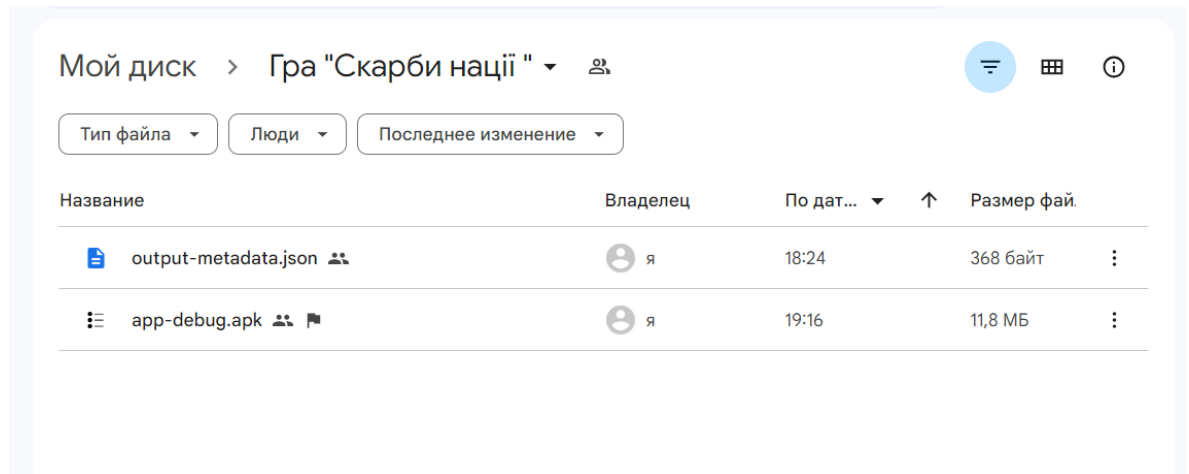 Мой диск > Гра "Скарби нації "
Тип файла Люди Последнее изменение
Название Владелец По дат... Размер фай.
output-metadata.json я 18:24 368 байт
app-debug.apk я 19:16 11,8 МБ